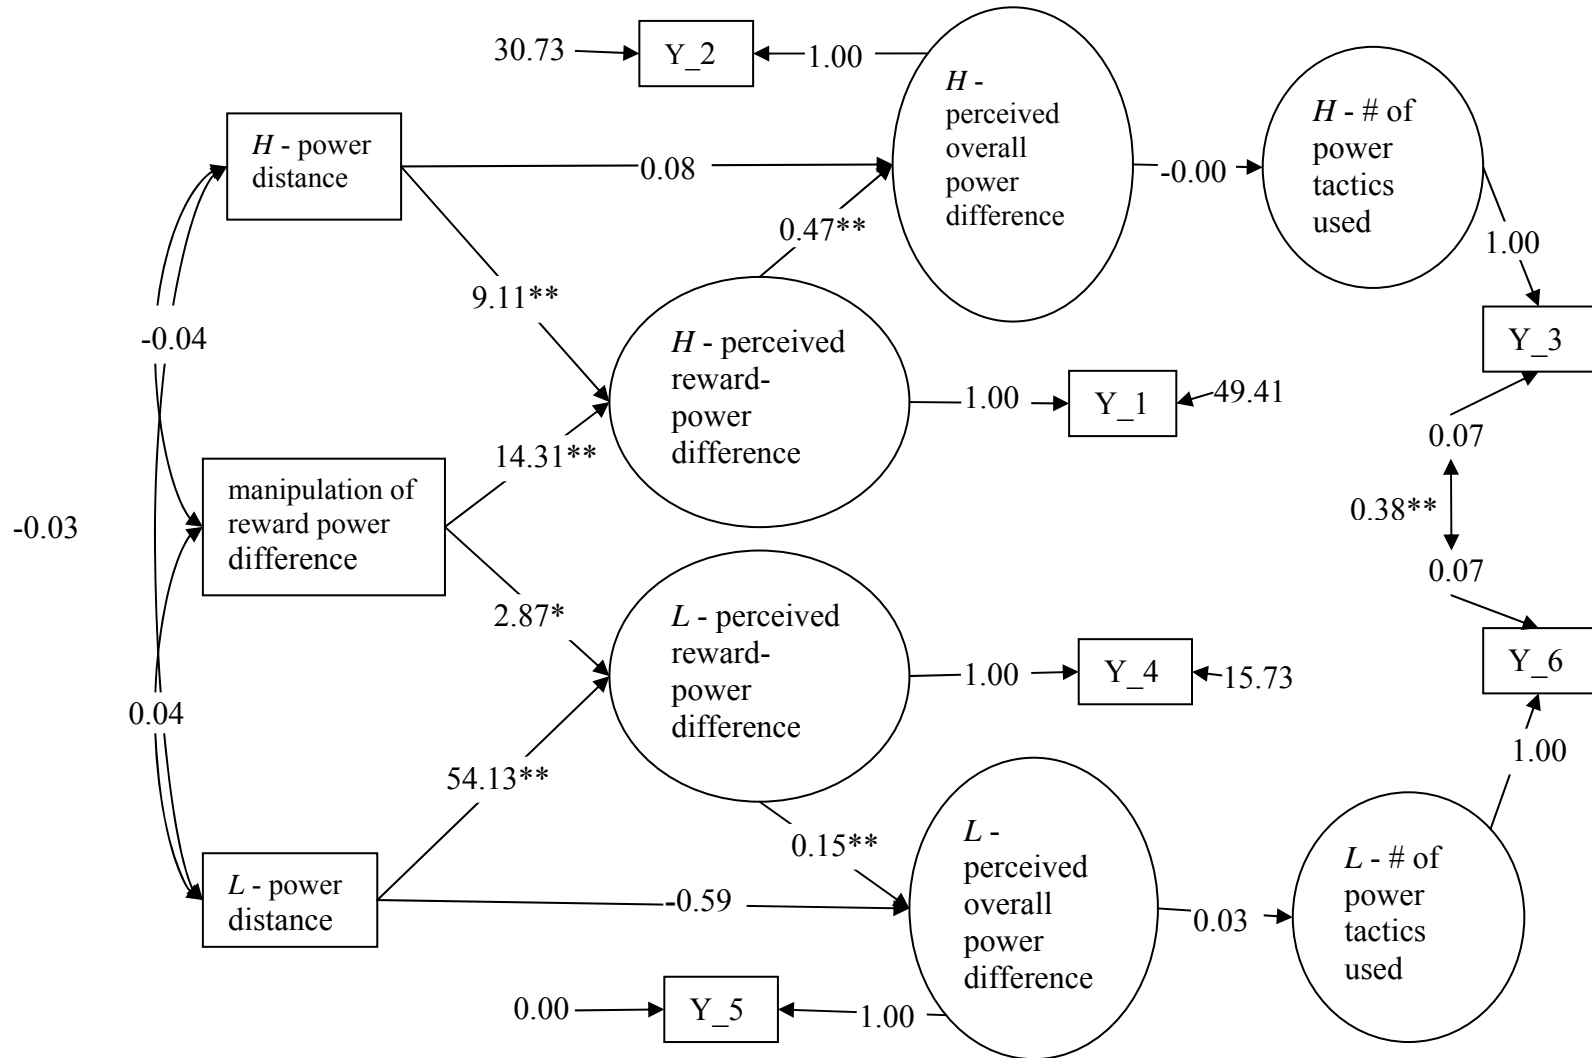 30.73
Y_2
1.00
H -
perceived
overall
power
difference
H - # of
power
tactics
used
H - power
distance
0.08
-0.00
0.47**
1.00
9.11**
-0.04
H - perceived
reward-
power
difference
Y_3
1.00
Y_1
49.41
14.31**
0.07
manipulation of
reward power
difference
-0.03
0.38**
0.07
2.87*
L - perceived
reward-
power
difference
1.00
Y_4
15.73
Y_6
0.04
54.13**
1.00
0.15**
L -
perceived
overall
power
difference
L - # of
power
tactics
used
L - power
distance
-0.59
0.03
0.00
Y_5
1.00